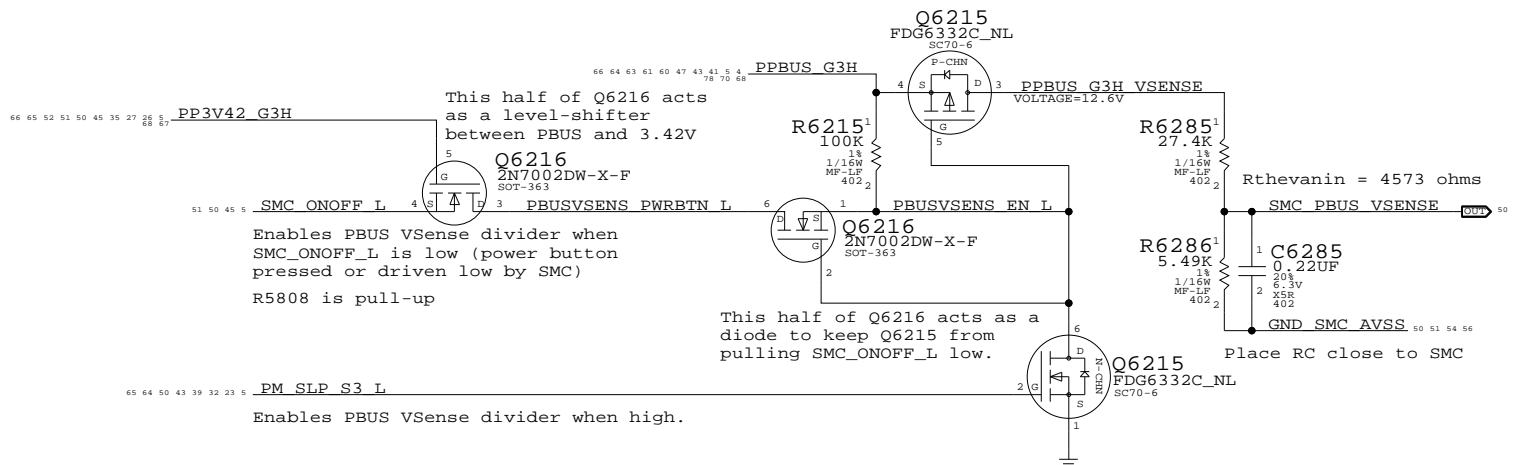 Q6215
FDG6332C_NL
SC70-6
P-CHN
66 64 63 61 60 47 43 41 5 4
78 70 68
PPBUS_G3H
4
S
D
3
PPBUS_G3H_VSENSE
VOLTAGE=12.6V
G
5
66 65 52 51 50 45 35 27 26 5
68 67
PP3V42_G3H
This half of Q6216 acts
as a level-shifter
between PBUS and 3.42V
R6215
100K
1%
1/16W
MF-LF
402
1
2
R6285
27.4K
1%
1/16W
MF-LF
402
1
2
5
Q6216
2N7002DW-X-F
SOT-363
G
S
D
Rthevanin = 4573 ohms
51 50 45 5
SMC_ONOFF_L
4
3
PBUSVSENS_PWRBTN_L
6
D
S
G
1
PBUSVSENS_EN_L
SMC_PBUS_VSENSE
OUT
50
Q6216
2N7002DW-X-F
SOT-363
2
Enables PBUS VSense divider when
SMC_ONOFF_L is low (power button
pressed or driven low by SMC)
R5808 is pull-up
R6286
5.49K
1%
1/16W
MF-LF
402
1
2
1
C6285
0.22UF
20%
6.3V
X5R
402
2
This half of Q6216 acts as a
diode to keep Q6215 from
pulling SMC_ONOFF_L low.
GND_SMC_AVSS
50 51 54 56
Place RC close to SMC
6
D
N-CHN
Q6215
FDG6332C_NL
SC70-6
65 64 50 43 39 32 23 5
PM_SLP_S3_L
2
G
S
1
Enables PBUS VSense divider when high.